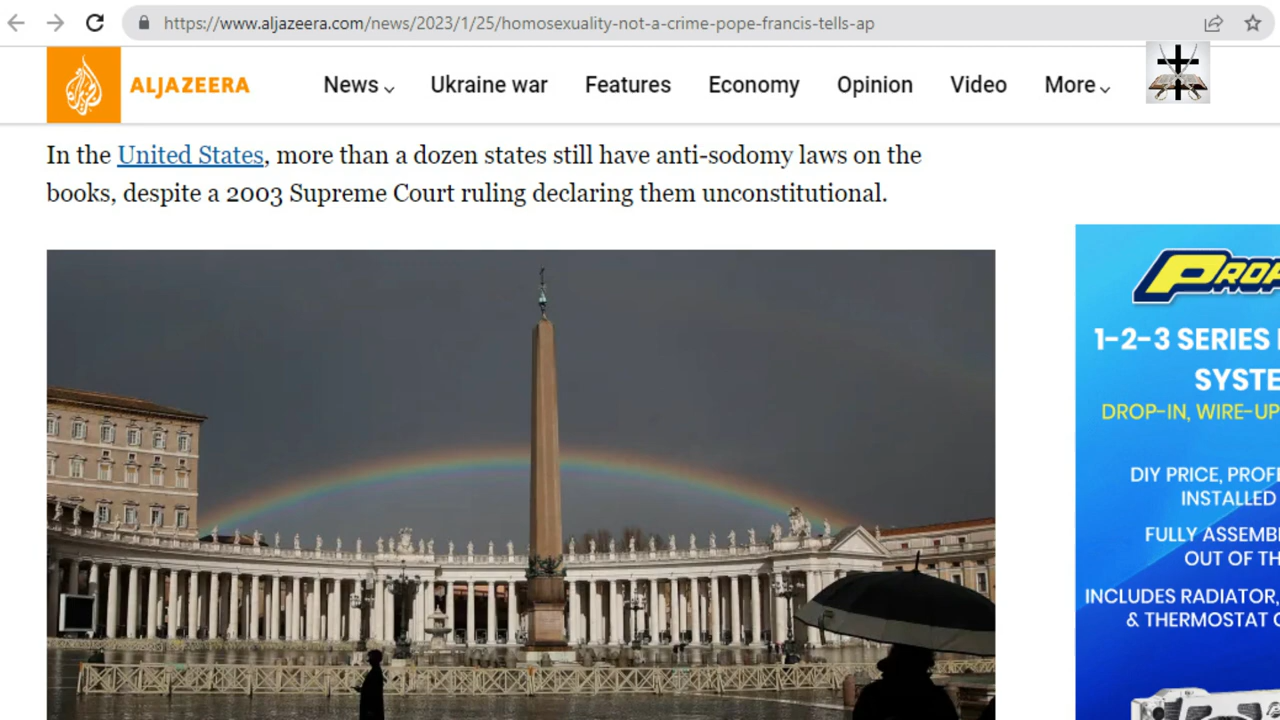 https://www.aljazeera.com/news/2023/1/25/homosexuality-not-a-crime-pope-francis-tells-ap
ALJAZEERA
News Ukraine war Features Economy Opinion Video More
In the United States, more than a dozen states still have anti-sodomy laws on the
books, despite a 2003 Supreme Court ruling declaring them unconstitutional.
1-2-3 SERIES
DROP-IN, WIRE-UP
DIY PRICE,
INSTALLED
FULLY
OUT OF
INCLUDES RADIATOR,
& THERMOSTAT